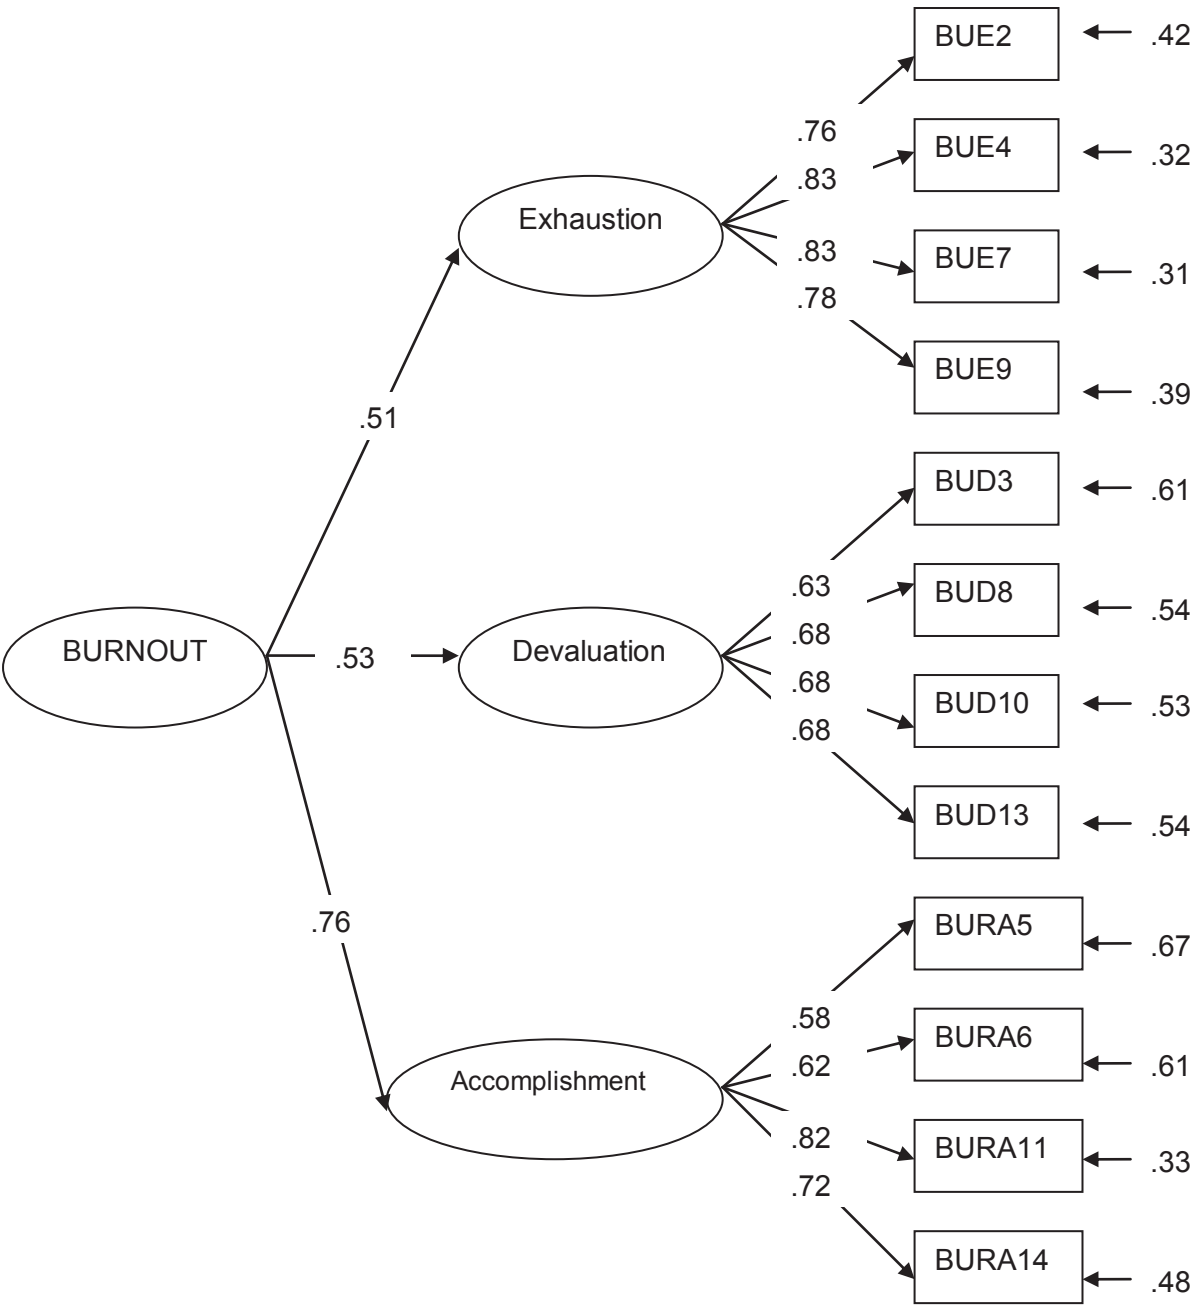 BUE2
.42
.76
BUE4
.32
.83
Exhaustion
.83
BUE7
.31
.78
BUE9
.39
.51
BUD3
.61
.63
BUD8
.54
.68
BURNOUT
.53
Devaluation
.68
BUD10
.53
.68
BUD13
.54
.76
BURA5
.67
.58
BURA6
.61
.62
Accomplishment
.82
BURA11
.33
.72
BURA14
.48